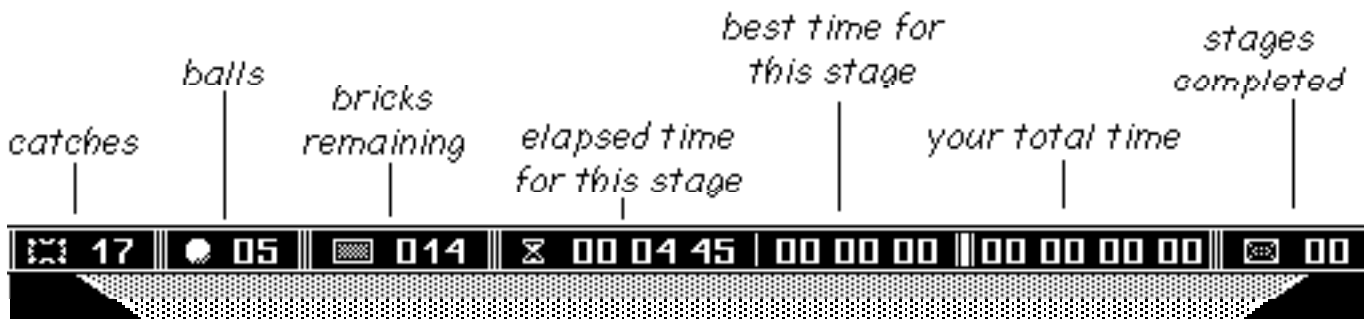 catches
balls
bricks
remaining
elapsed time
for this stage
best time for
this stage
your total time
stages
completed
17 05 014 00 04 45 00 00 00 00 00 00 00 00